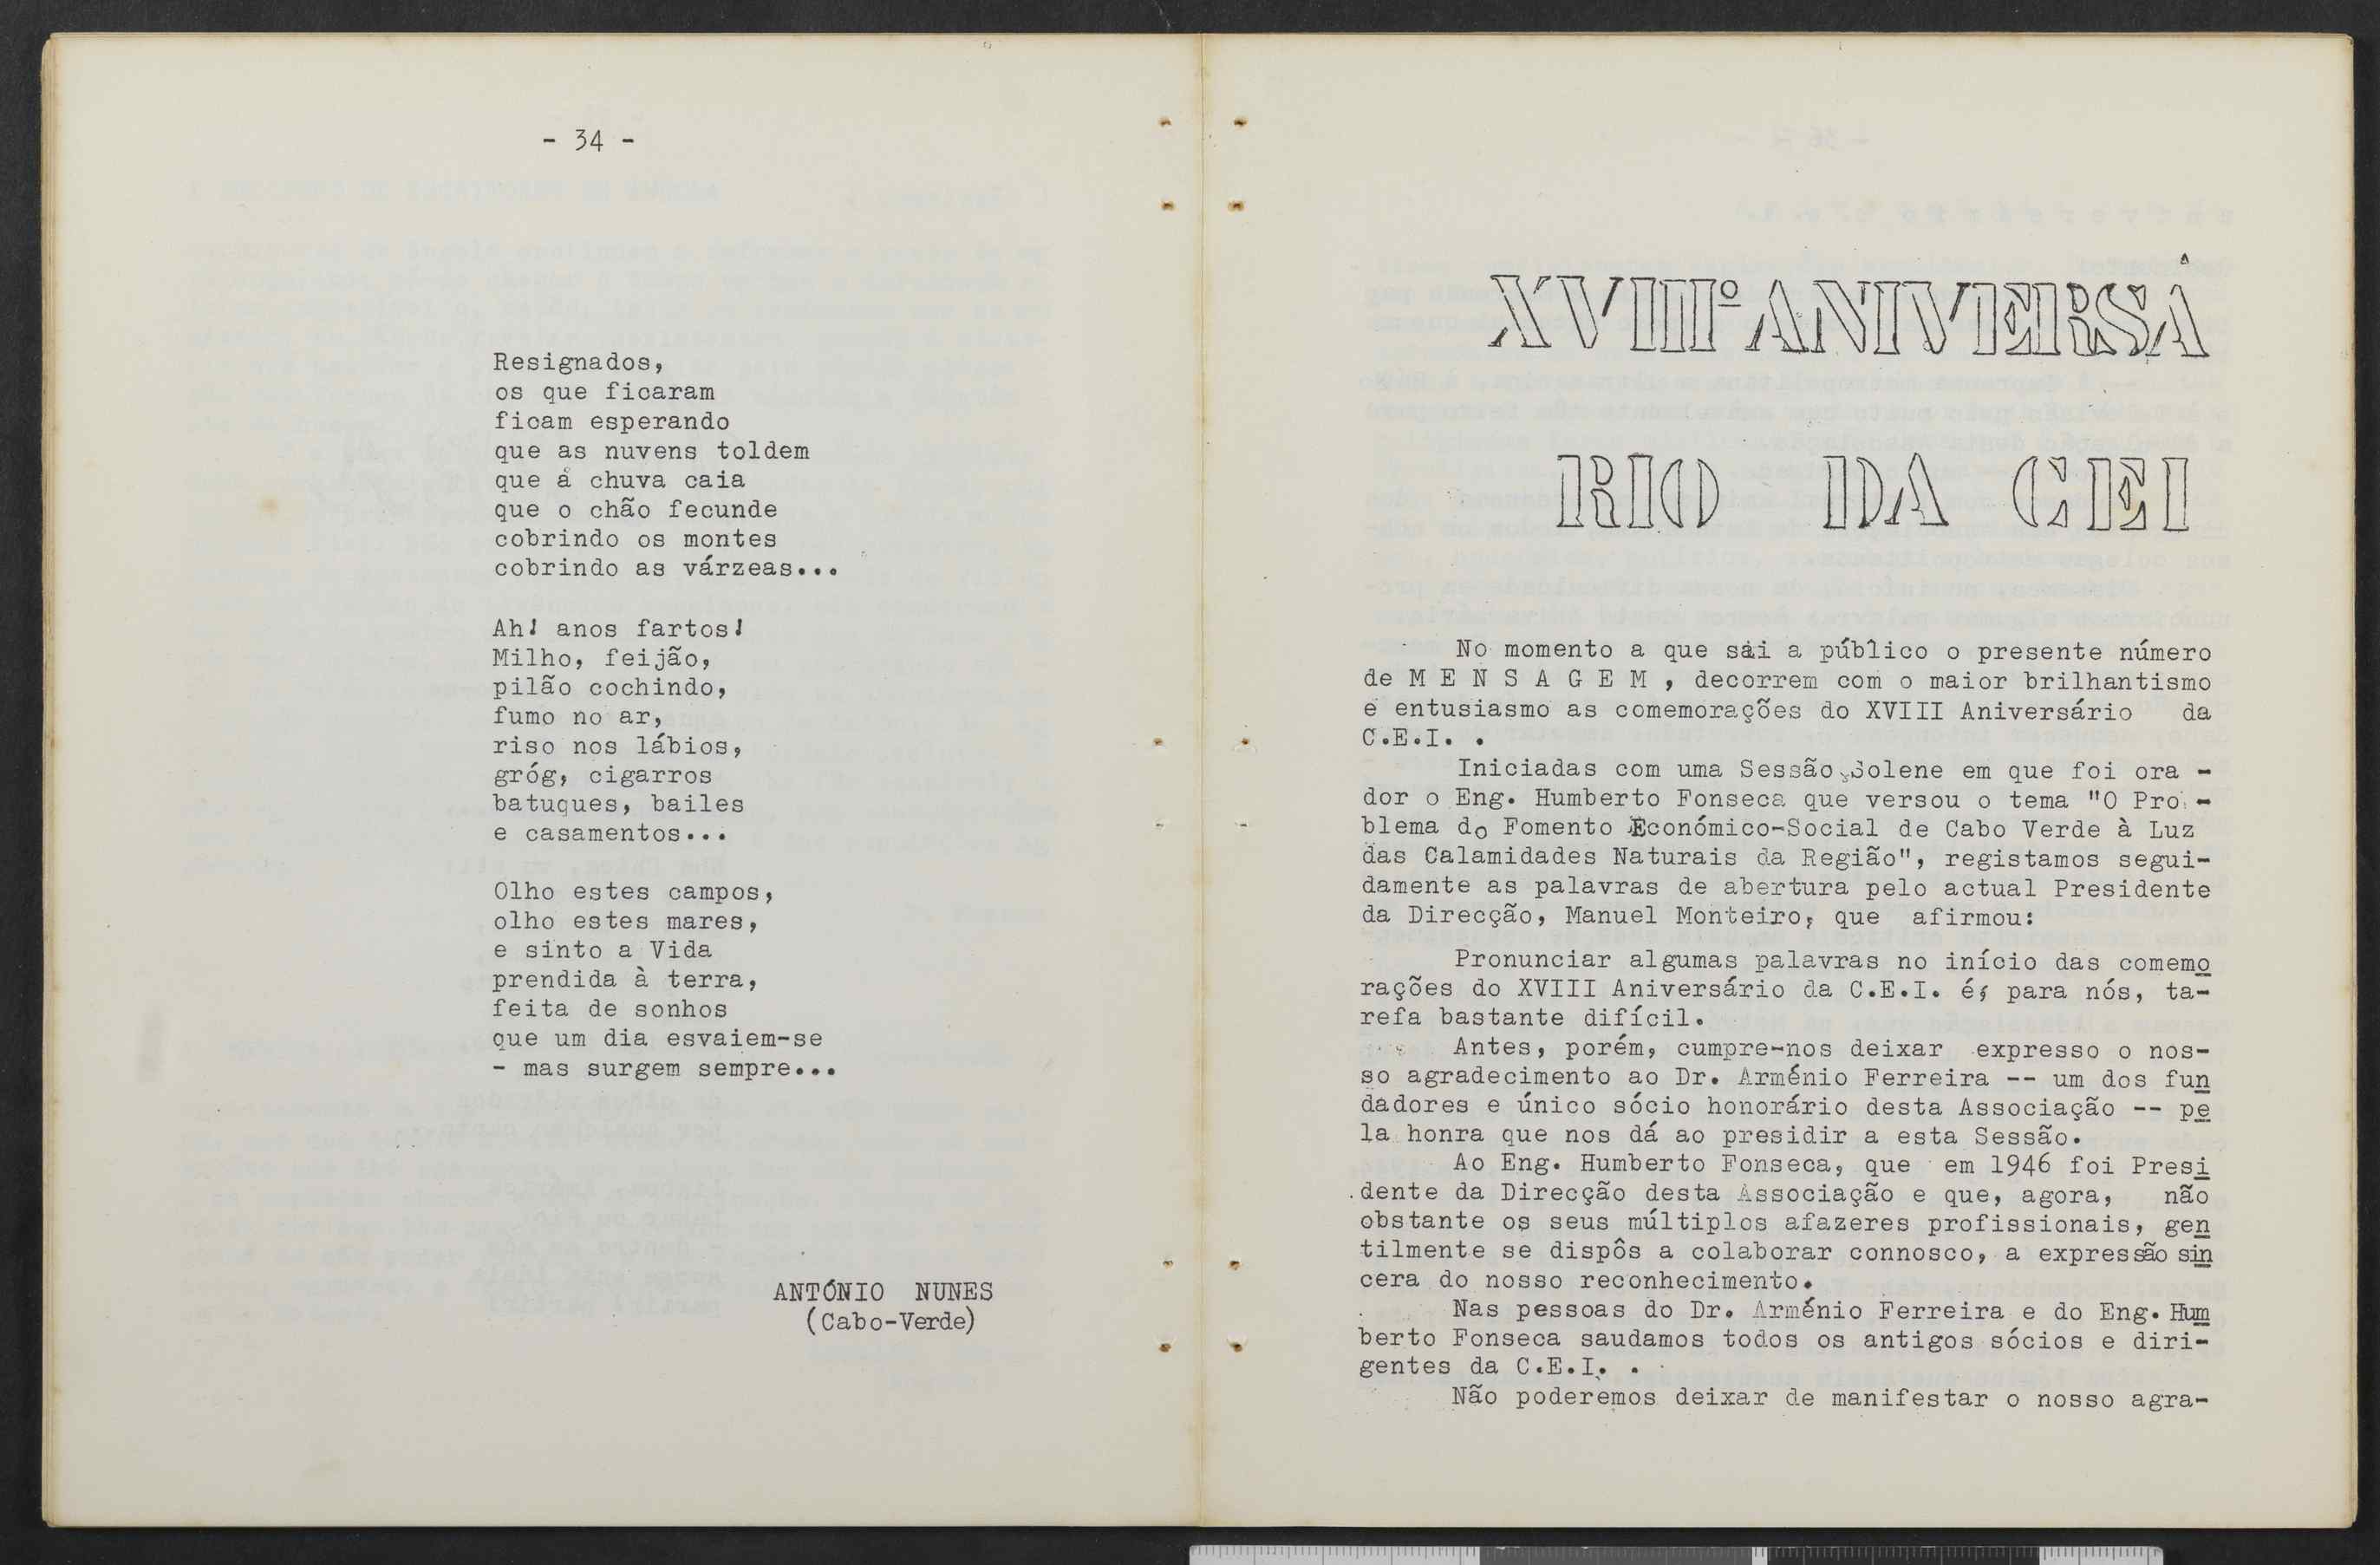 - 34 -
Resignados,
os que ficaram
ficam esperando
que as nuvens toldem
que a chuva caia
que o chão fecunde
cobrindo os montes
cobrindo as várzeas...
Ah! anos fartos!
Milho, feijão,
pilão cochindo,
fumo no ar,
riso nos lábios,
gróg, cigarros
batuques, bailes
e casamentos...
Olho estes campos,
olho estes mares,
e sinto a Vida
prendida à terra,
feita de sonhos
que um dia esvaiem-se
- mas surgem sempre...
ANTÓNIO NUNES
(Cabo-Verde)
XVIIIº ANIVERSÁ
RIO DA CEI
No momento a que sai a público o presente número
de M E N S A G E M , decorrem com o maior brilhantismo
e entusiasmo as comemorações do XVIII Aniversário da
C.E.I. .
Iniciadas com uma Sessão Solene em que foi ora -
dor o Eng. Humberto Fonseca que versou o tema "O Pro -
blema do Fomento Económico-Social de Cabo Verde à Luz
das Calamidades Naturais da Região", registamos segui-
damente as palavras de abertura pelo actual Presidente
da Direcção, Manuel Monteiro, que afirmou:
Pronunciar algumas palavras no início das comemo
rações do XVIII Aniversário da C.E.I. é, para nós, ta-
refa bastante difícil.
Antes, porém, cumpre-nos deixar expresso o nos-
so agradecimento ao Dr. Arménio Ferreira -- um dos fun
dadores e único sócio honorário desta Associação -- pe
la honra que nos dá ao presidir a esta Sessão.
Ao Eng. Humberto Fonseca, que em 1946 foi Presi
dente da Direcção desta Associação e que, agora, não
obstante os seus múltiplos afazeres profissionais, gen
tilmente se dispôs a colaborar connosco, a expressão sin
cera do nosso reconhecimento.
Nas pessoas do Dr. Arménio Ferreira e do Eng. Hum
berto Fonseca saudamos todos os antigos sócios e diri-
gentes da C.E.I. .
Não poderemos deixar de manifestar o nosso agra-